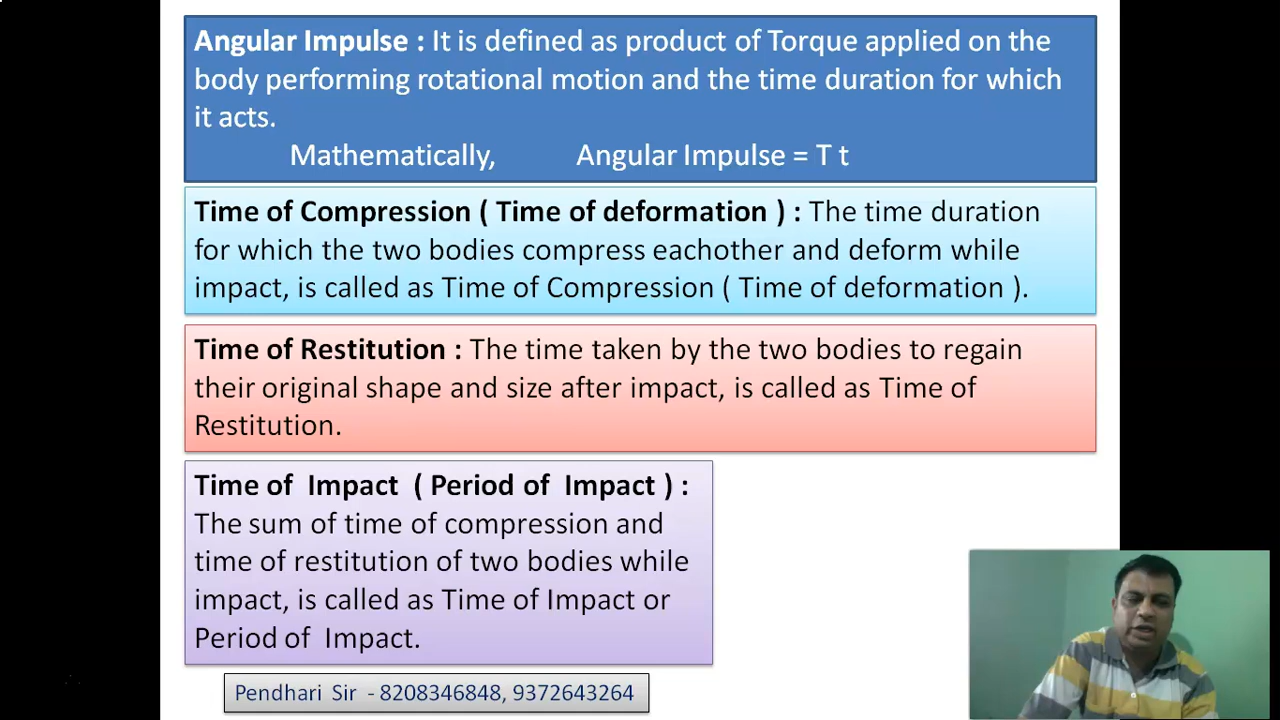 Angular Impulse : It is defined as product of Torque applied on the
body performing rotational motion and the time duration for which
it acts.
Mathematically, Angular Impulse = T t
Time of Compression ( Time of deformation ) : The time duration
for which the two bodies compress eachother and deform while
impact, is called as Time of Compression ( Time of deformation ).
Time of Restitution : The time taken by the two bodies to regain
their original shape and size after impact, is called as Time of
Restitution.
Time of Impact ( Period of Impact ) :
The sum of time of compression and
time of restitution of two bodies while
impact, is called as Time of Impact or
Period of Impact.
Pendhari Sir - 8208346848, 9372643264